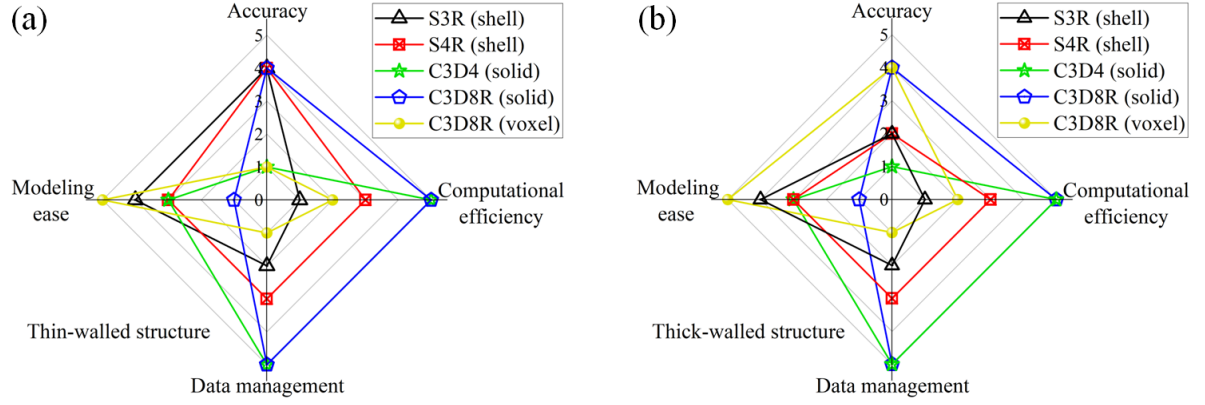 (a)
Accuracy
S3R (shell)
S4R (shell)
C3D4 (solid)
C3D8R (solid)
C3D8R (voxel)
5
4
3
2
1
0
Modeling
ease
Computational
efficiency
Thin-walled structure
Data management
(b)
Accuracy
S3R (shell)
S4R (shell)
C3D4 (solid)
C3D8R (solid)
C3D8R (voxel)
5
4
3
2
1
0
Modeling
ease
Computational
efficiency
Thick-walled structure
Data management